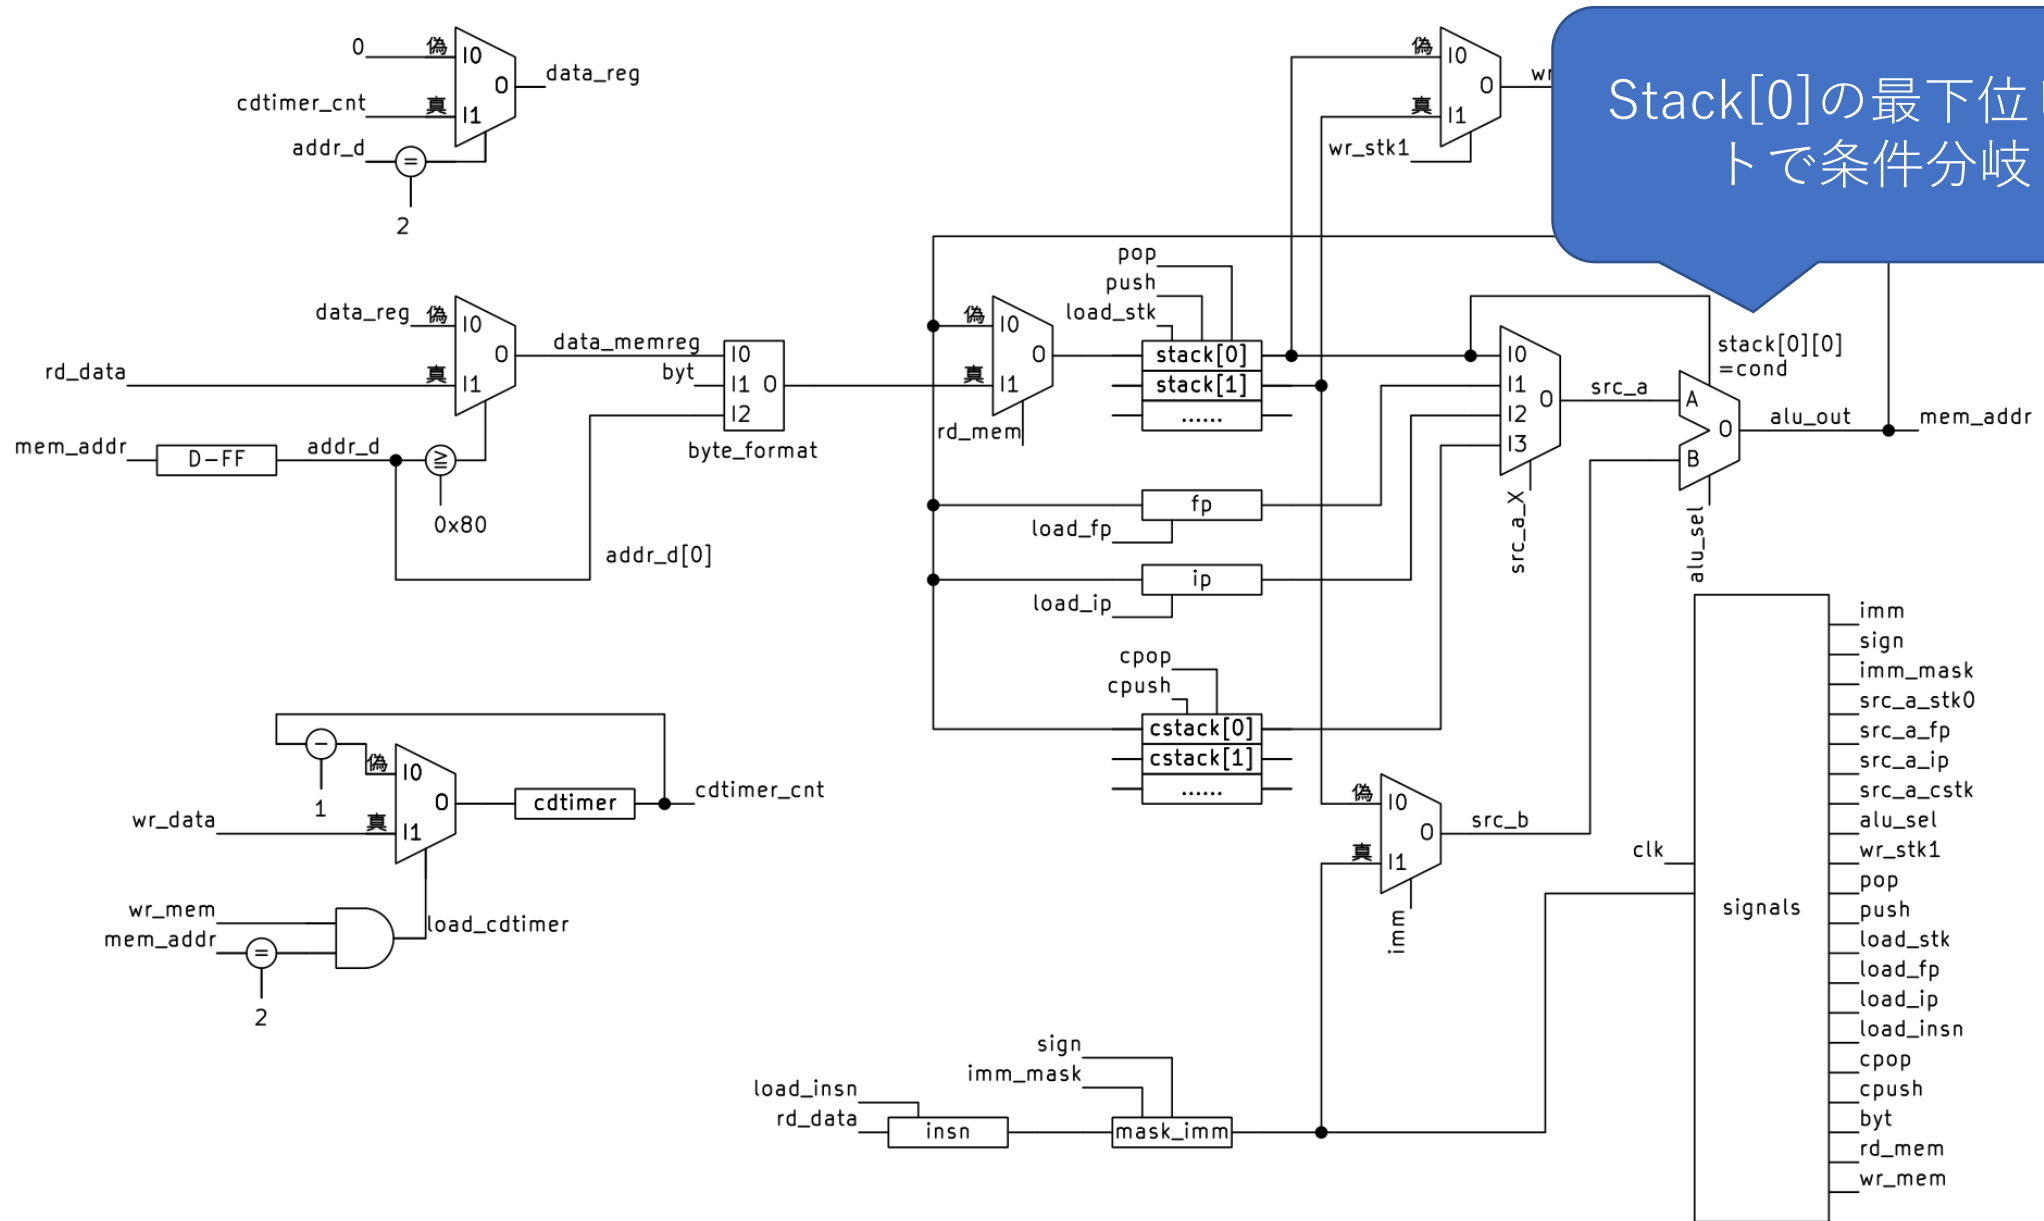 0
偽
I0
O
data_reg
cdtimer_cnt
真
I1
addr_d
=
2
偽
I0
O
真
I1
wr_stk1
Stack[0]の最下位
トで条件分岐
data_reg
偽
I0
O
data_memreg
rd_data
真
I1
mem_addr
D-FF
addr_d
≧
0x80
addr_d[0]
I0
byt
I1
O
I2
byte_format
偽
I0
O
真
I1
rd_mem
pop
push
load_stk
stack[0]
stack[1]
......
fp
load_fp
ip
load_ip
cpop
cpush
cstack[0]
cstack[1]
......
I0
I1
I2
I3
O
src_a_X
src_a
stack[0][0]
=cond
A
B
O
alu_sel
alu_out
mem_addr
-
1
偽
I0
O
wr_data
真
I1
cdtimer
cdtimer_cnt
wr_mem
mem_addr
=
2
load_cdtimer
偽
I0
O
真
I1
imm
src_b
sign
imm_mask
load_insn
rd_data
insn
mask_imm
clk
signals
imm
sign
imm_mask
src_a_stk0
src_a_fp
src_a_ip
src_a_cstk
alu_sel
wr_stk1
pop
push
load_stk
load_fp
load_ip
load_insn
cpop
cpush
byt
rd_mem
wr_mem